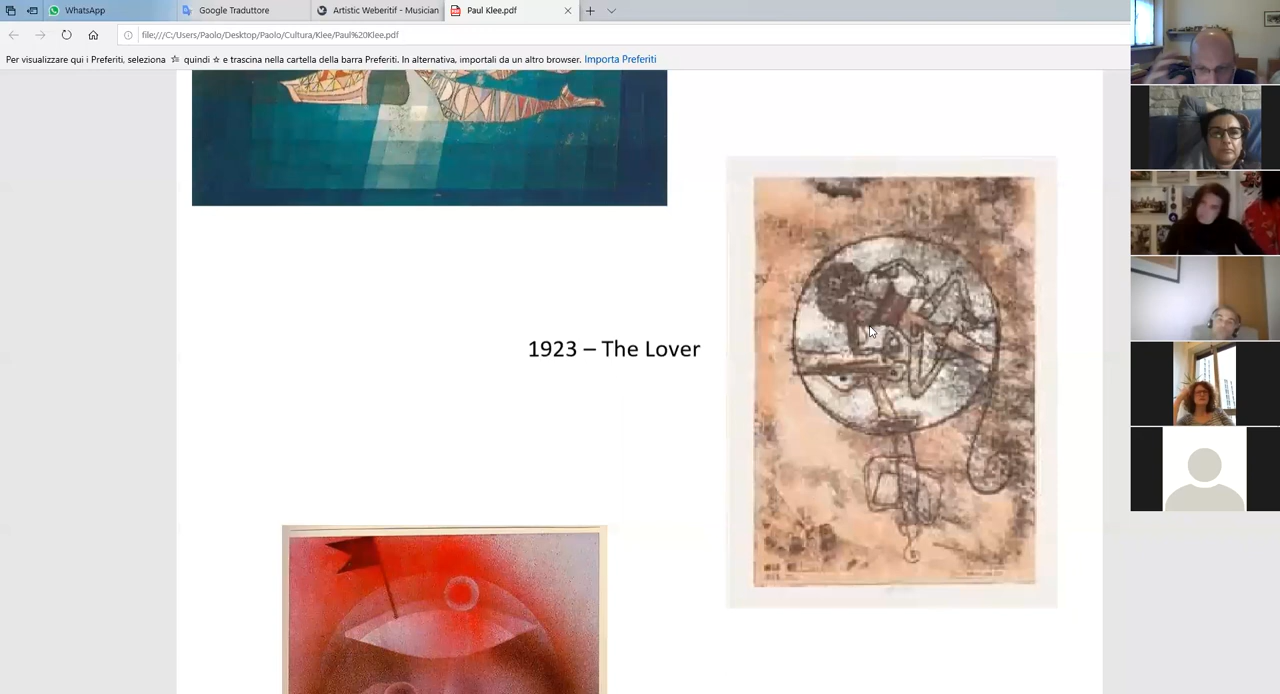 WhatsApp
Google Traduttore
Artistic Weberitif - Musician
Paul Klee.pdf
file:///C:/Users/Paolo/Desktop/Paolo/Cultura/Klee/Paul%20Klee.pdf
Per visualizzare qui i Preferiti, seleziona quindi ☆ e trascina nella cartella della barra Preferiti. In alternativa, importali da un altro browser. Importa Preferiti
1923 – The Lover